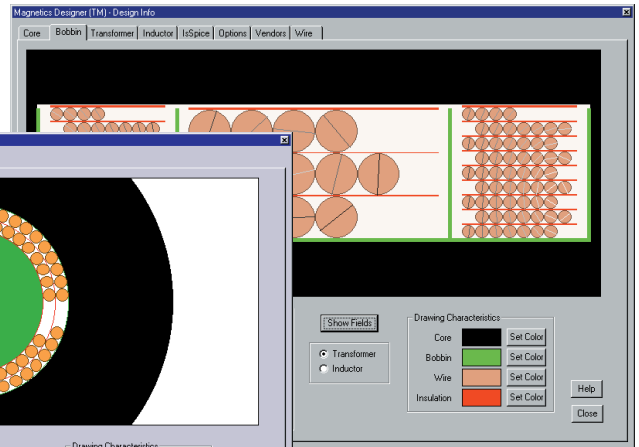 Magnetics Designer (TM) - Design Info
Core Bobbin Transformer Inductor IsSpice Options Vendors Wire
Show Fields
Transformer
Inductor
Drawing Characteristics
Core Set Color
Bobbin Set Color
Wire Set Color
Insulation Set Color
Help
Close
Drawing Characteristics